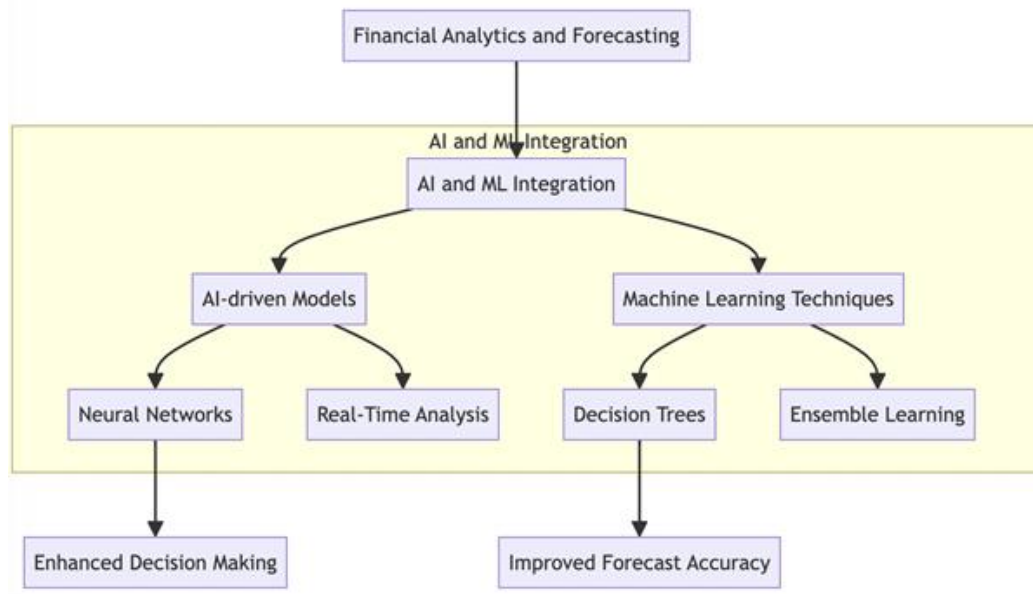 Financial Analytics and Forecasting
AI and ML Integration
AI and ML Integration
AI-driven Models
Machine Learning Techniques
Neural Networks
Real-Time Analysis
Decision Trees
Ensemble Learning
Enhanced Decision Making
Improved Forecast Accuracy